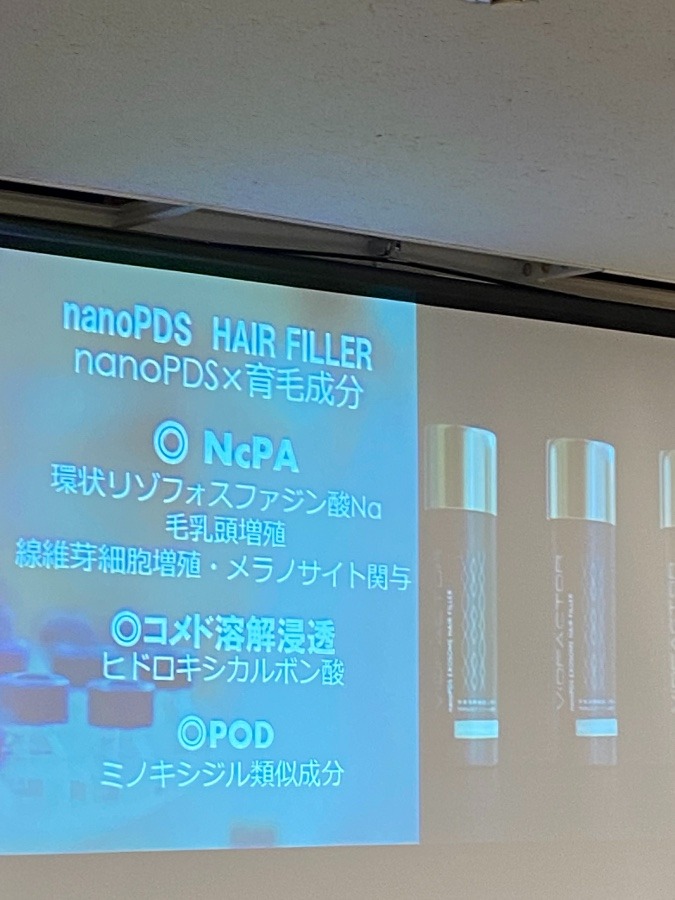 nanoPDS HAIR FILLER
nanoPDS×育毛成分
◎ NcPA
環状リゾフォスファジン酸Na
毛乳頭増殖
線維芽細胞増殖・メラノサイト関与
◎コメド溶解浸透
ヒドロキシカルボン酸
◎POD
ミノキシジル類似成分